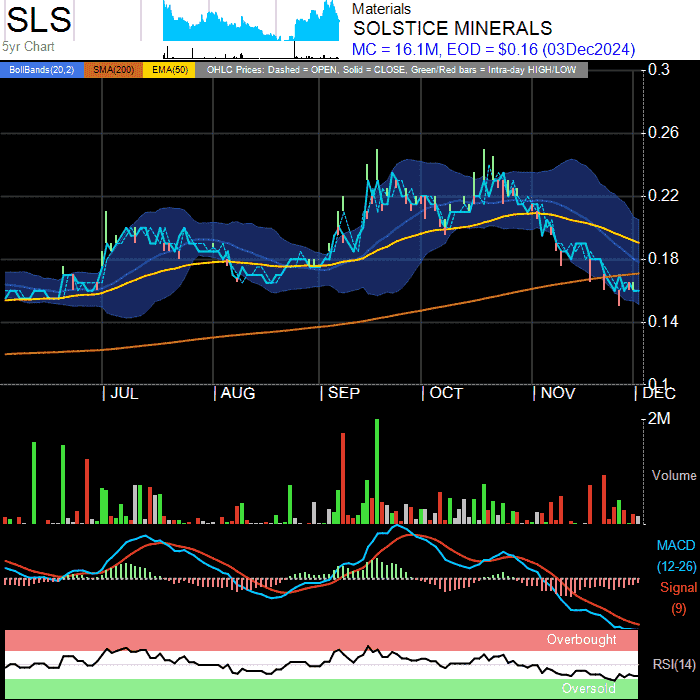 SLS
5yr Chart
Materials
SOLSTICE MINERALS
MC = 16.1M, EOD = $0.16 (03Dec2024)
BollBands(20,2) SMA(200) EMA(50) OHLC Prices: Dashed = OPEN, Solid = CLOSE, Green/Red bars = Intra-day HIGH/LOW
0.3
0.26
0.22
0.18
0.14
0.1
JUL AUG SEP OCT NOV DEC
2M
Volume
MACD
(12-26)
Signal
(9)
Overbought
RSI(14)
Oversold